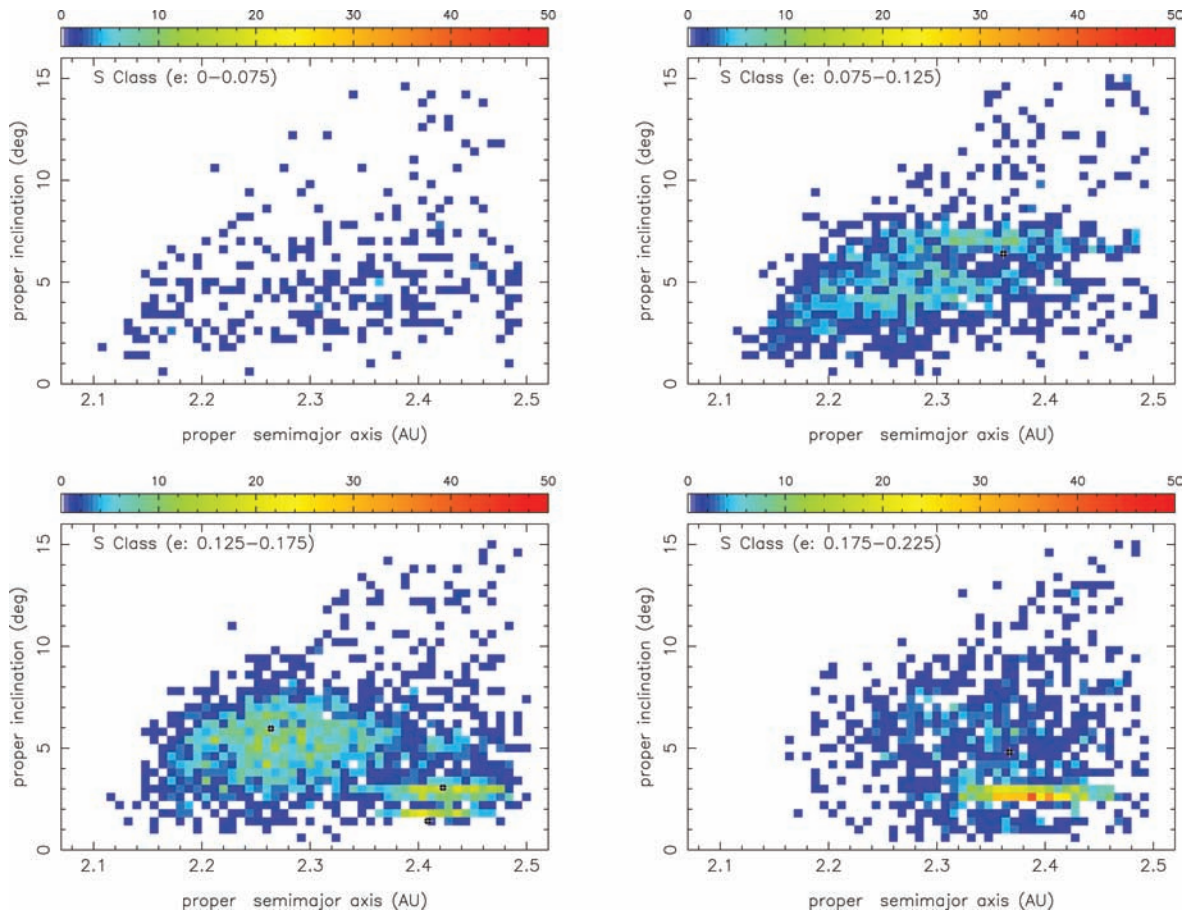 0 10 20 30 40 50
S Class (e: 0−0.075)
15
10
5
0
proper inclination (deg)
2.1 2.2 2.3 2.4 2.5
proper semimajor axis (AU)
0 10 20 30 40 50
S Class (e: 0.075−0.125)
15
10
5
0
proper inclination (deg)
2.1 2.2 2.3 2.4 2.5
proper semimajor axis (AU)
0 10 20 30 40 50
S Class (e: 0.125−0.175)
15
10
5
0
proper inclination (deg)
2.1 2.2 2.3 2.4 2.5
proper semimajor axis (AU)
0 10 20 30 40 50
S Class (e: 0.175−0.225)
15
10
5
0
proper inclination (deg)
2.1 2.2 2.3 2.4 2.5
proper semimajor axis (AU)